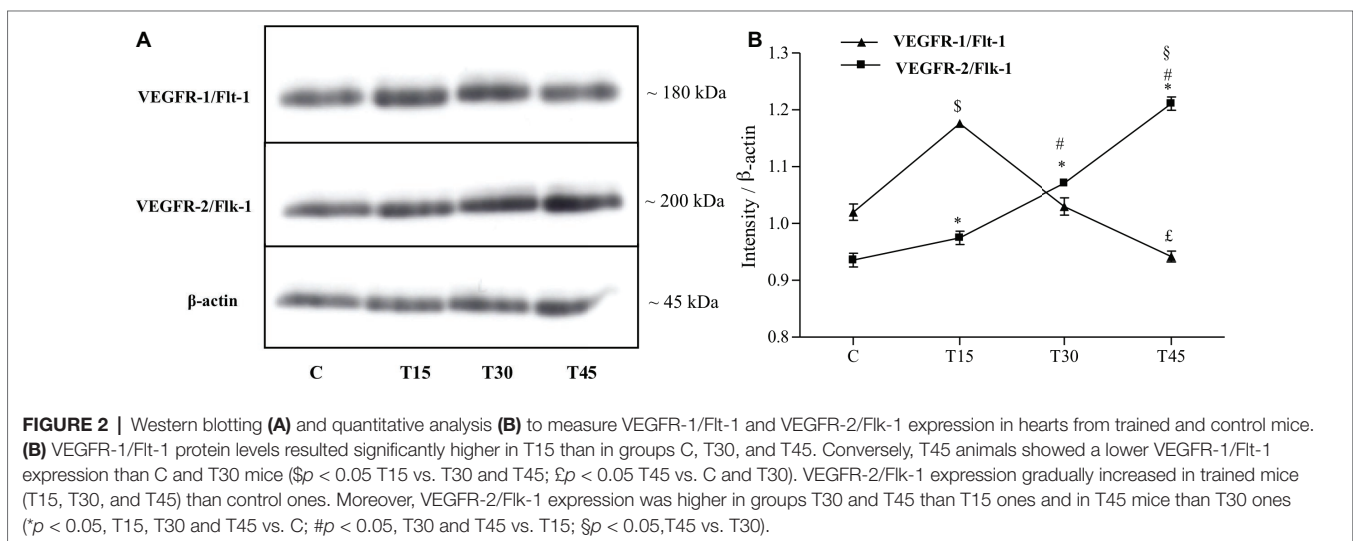 A
VEGFR-1/Flt-1
~ 180 kDa
VEGFR-2/Flk-1
~ 200 kDa
β-actin
~ 45 kDa
C T15 T30 T45
B
VEGFR-1/Flt-1
VEGFR-2/Flk-1
Intensity / β-actin
1.3
1.2
1.1
1.0
0.9
0.8
$
*
#
*
£
§
#
*
C T15 T30 T45
FIGURE 2 | Western blotting (A) and quantitative analysis (B) to measure VEGFR-1/Flt-1 and VEGFR-2/Flk-1 expression in hearts from trained and control mice.
(B) VEGFR-1/Flt-1 protein levels resulted significantly higher in T15 than in groups C, T30, and T45. Conversely, T45 animals showed a lower VEGFR-1/Flt-1
expression than C and T30 mice ($p < 0.05 T15 vs. T30 and T45; £p < 0.05 T45 vs. C and T30). VEGFR-2/Flk-1 expression gradually increased in trained mice
(T15, T30, and T45) than control ones. Moreover, VEGFR-2/Flk-1 expression was higher in groups T30 and T45 than T15 ones and in T45 mice than T30 ones
(*p < 0.05, T15, T30 and T45 vs. C; #p < 0.05, T30 and T45 vs. T15; §p < 0.05,T45 vs. T30).